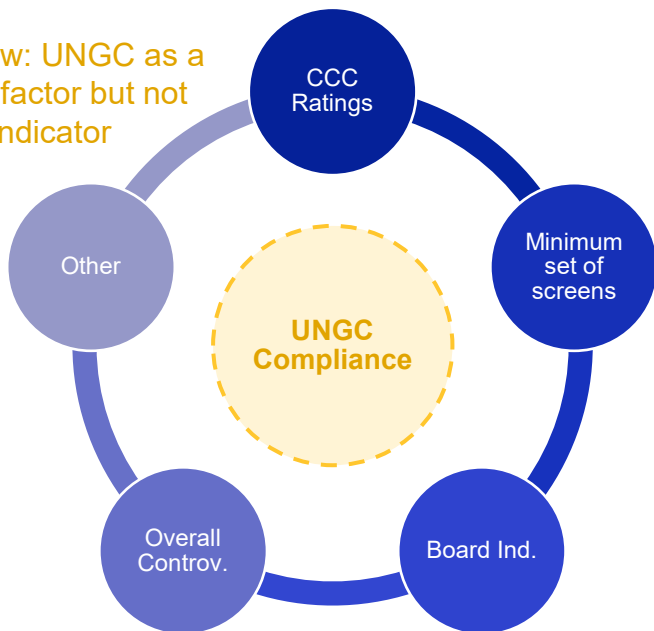 w: UNGC as a
factor but not
ndicator
CCC
Ratings
Minimum
set of
screens
Board Ind.
Overall
Controv.
Other
UNGC
Compliance